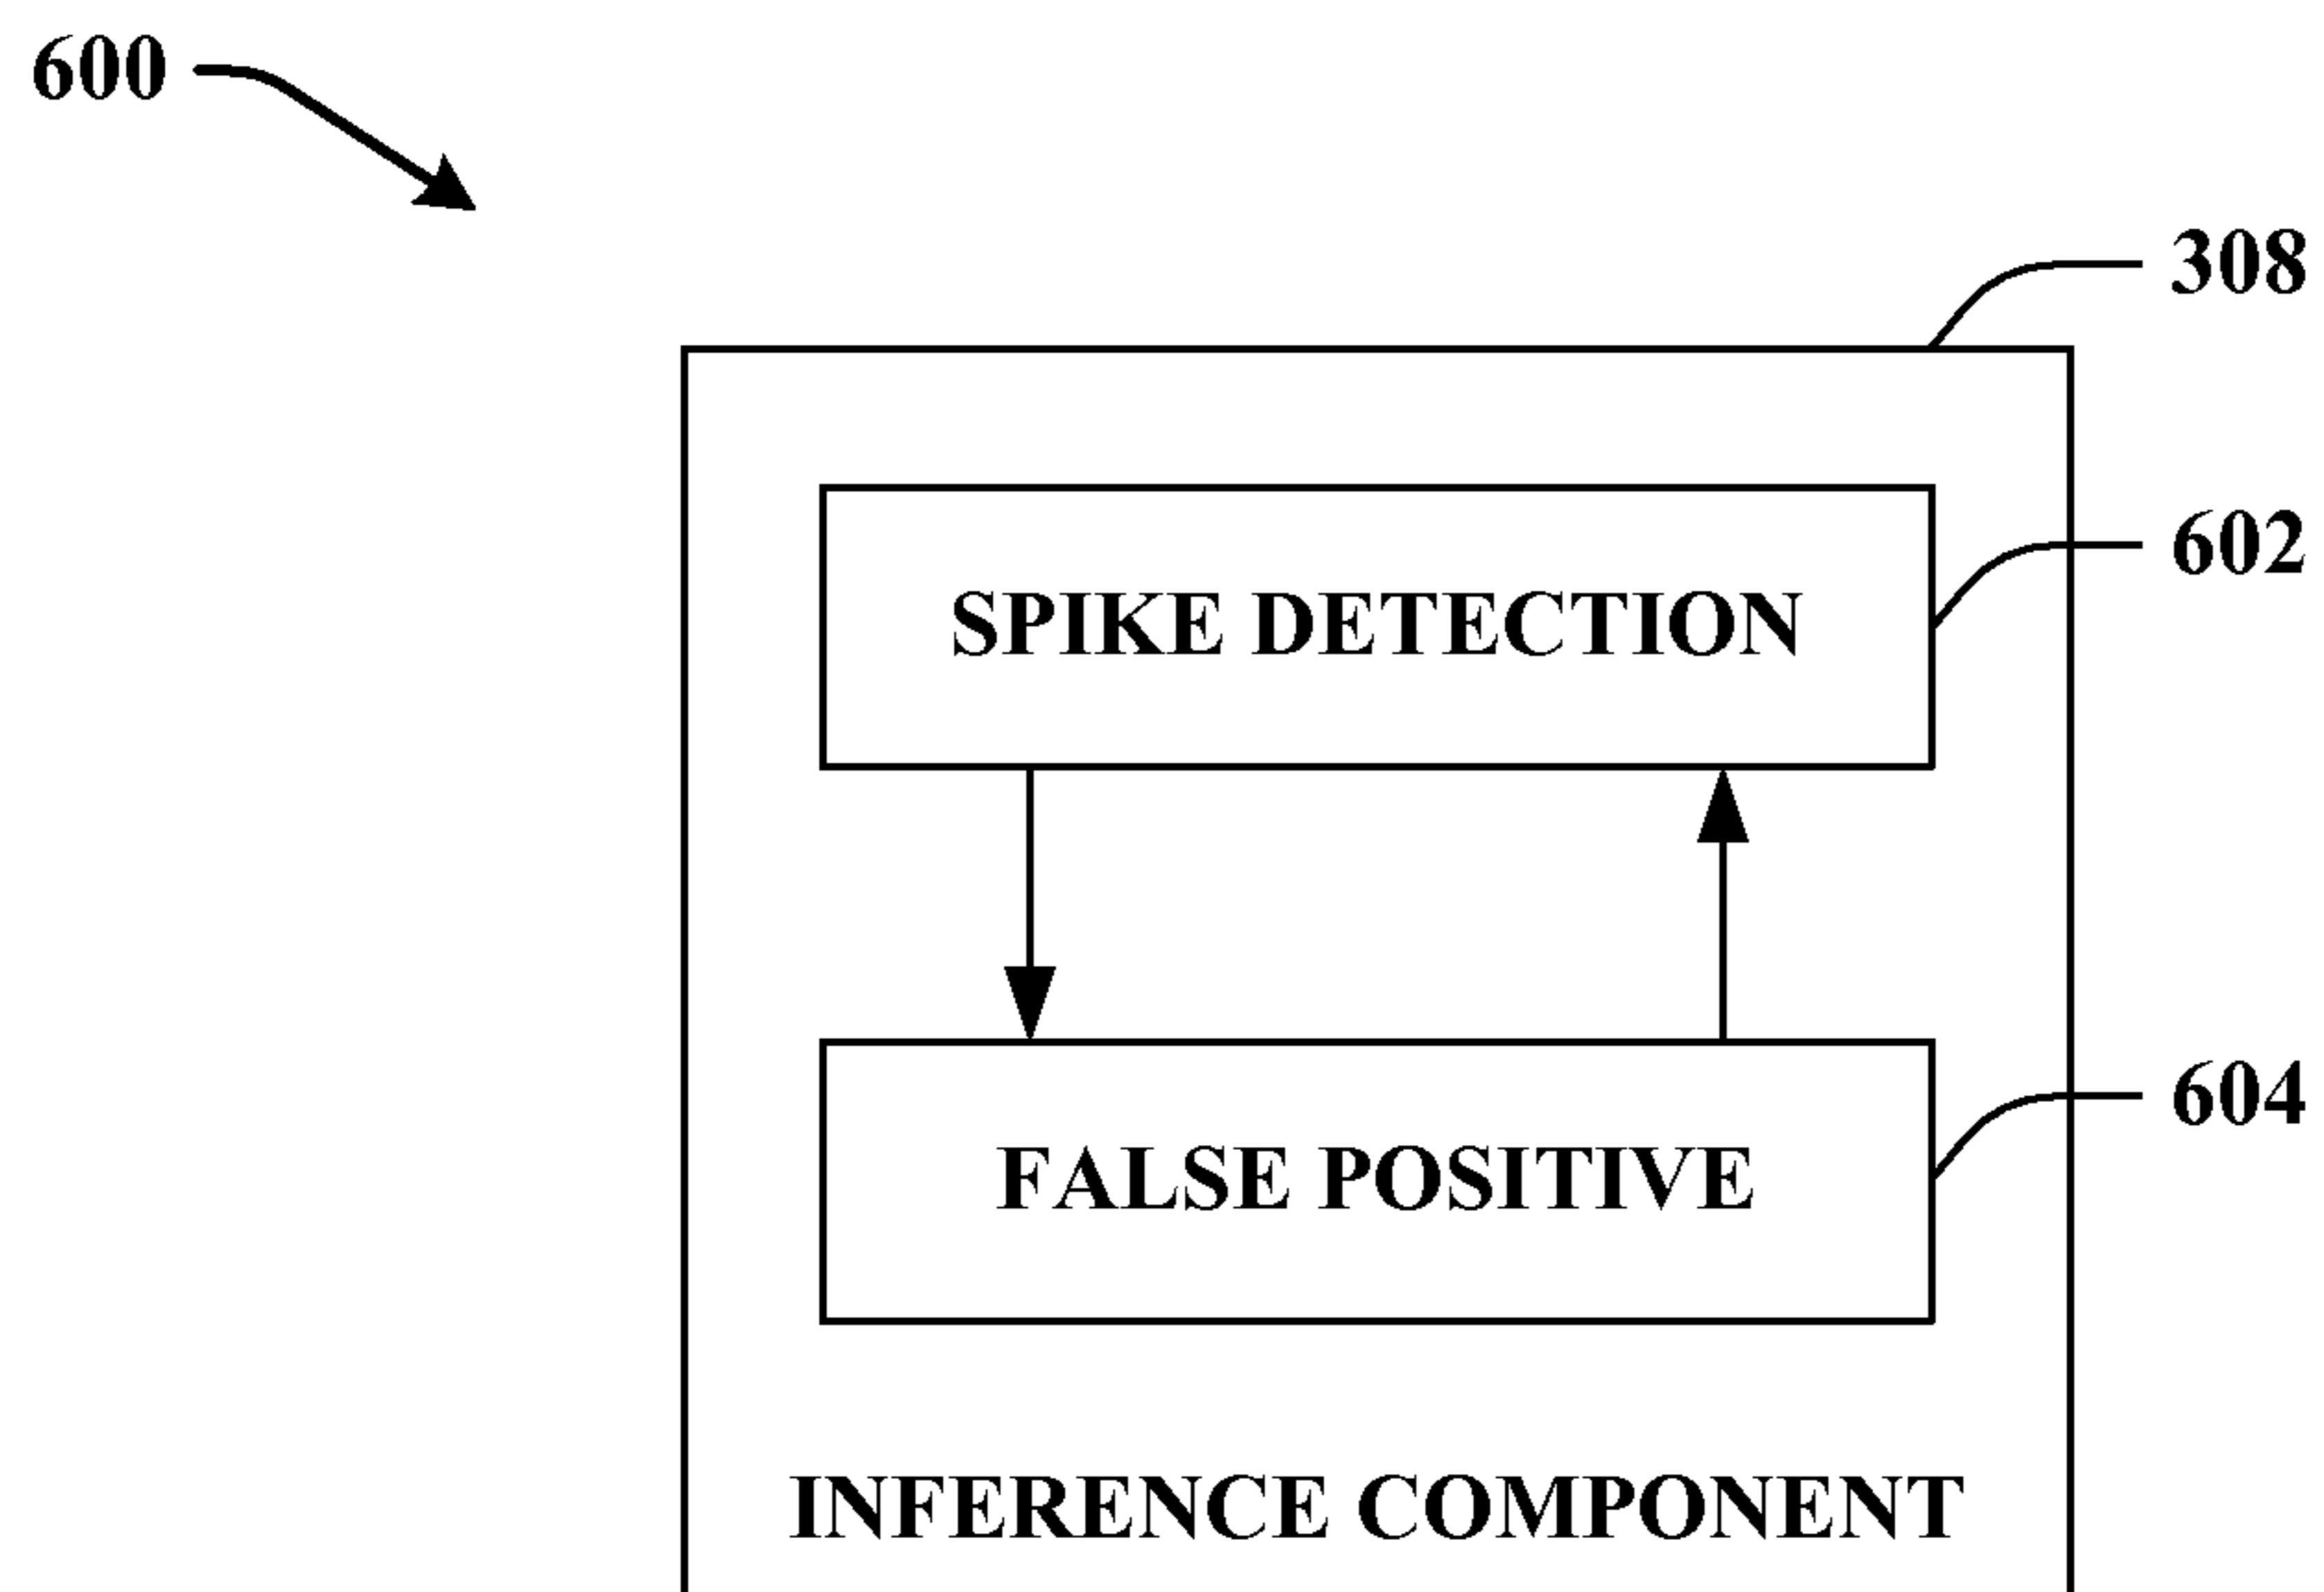 600
308
602
SPIKE DETECTION
604
FALSE POSITIVE
INFERENCE COMPONENT